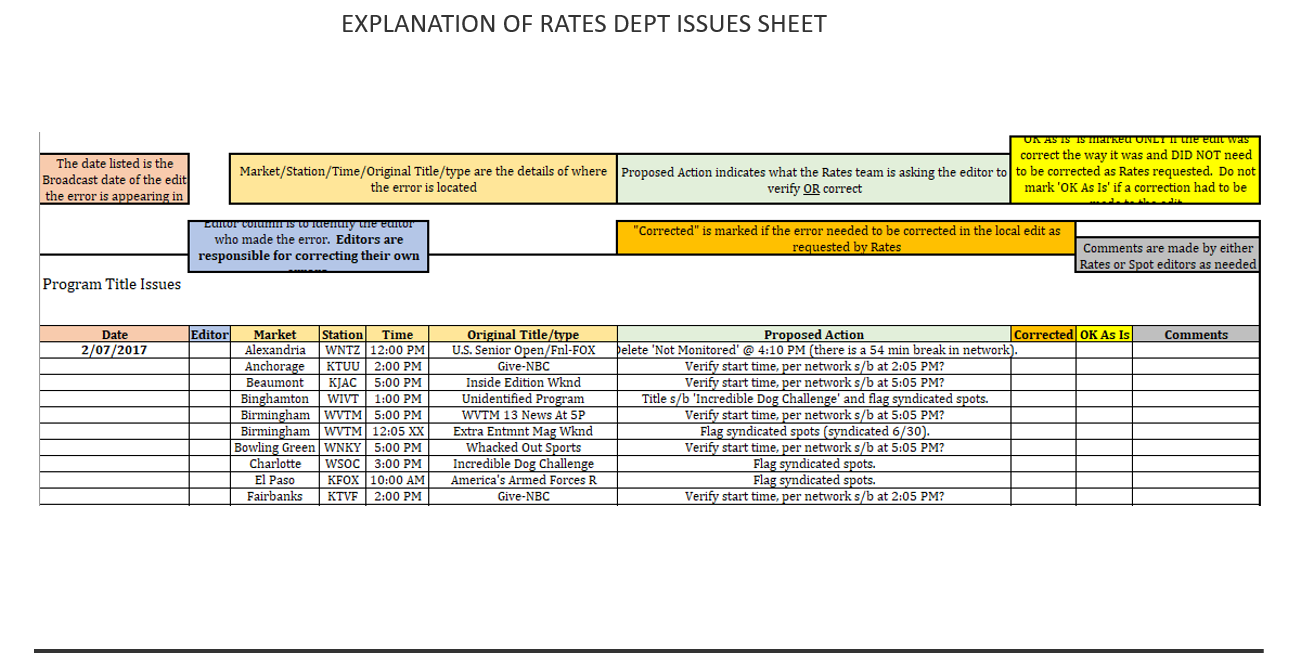 EXPLANATION OF RATES DEPT ISSUES SHEET
The date listed is the
Broadcast date of the edit
the error is appearing in
Market/Station/Time/Original Title/type are the details of where
the error is located
Proposed Action indicates what the Rates team is asking the editor to
verify OR correct
'OK As Is' is marked ONLY if the edit was
correct the way it was and DID NOT need
to be corrected as Rates requested. Do not
mark 'OK As Is' if a correction had to be
made to the edit.
Editor column is to identify the editor
who made the error. Editors are
responsible for correcting their own
"Corrected" is marked if the error needed to be corrected in the local edit as
requested by Rates
Comments are made by either
Rates or Spot editors as needed
Program Title Issues
Date Editor Market Station Time Original Title/type Proposed Action Corrected OK As Is Comments
2/07/2017 Alexandria WNTZ 12:00 PM U.S. Senior Open/Fnl-FOX Delete 'Not Monitored' @ 4:10 PM (there is a 54 min break in network).
Anchorage KTUU 2:00 PM Give-NBC Verify start time, per network s/b at 2:05 PM?
Beaumont KJAC 5:00 PM Inside Edition Wknd Verify start time, per network s/b at 5:05 PM?
Binghamton WIVT 1:00 PM Unidentified Program Title s/b 'Incredible Dog Challenge' and flag syndicated spots.
Birmingham WVTM 5:00 PM WVTM 13 News At 5P Verify start time, per network s/b at 5:05 PM?
Birmingham WVTM 12:05 XX Extra Entmnt Mag Wknd Flag syndicated spots (syndicated 6/30).
Bowling Green WNKY 5:00 PM Whacked Out Sports Verify start time, per network s/b at 5:05 PM?
Charlotte WSOC 3:00 PM Incredible Dog Challenge Flag syndicated spots.
El Paso KFOX 10:00 AM America's Armed Forces R Flag syndicated spots.
Fairbanks KTVF 2:00 PM Give-NBC Verify start time, per network s/b at 2:05 PM?